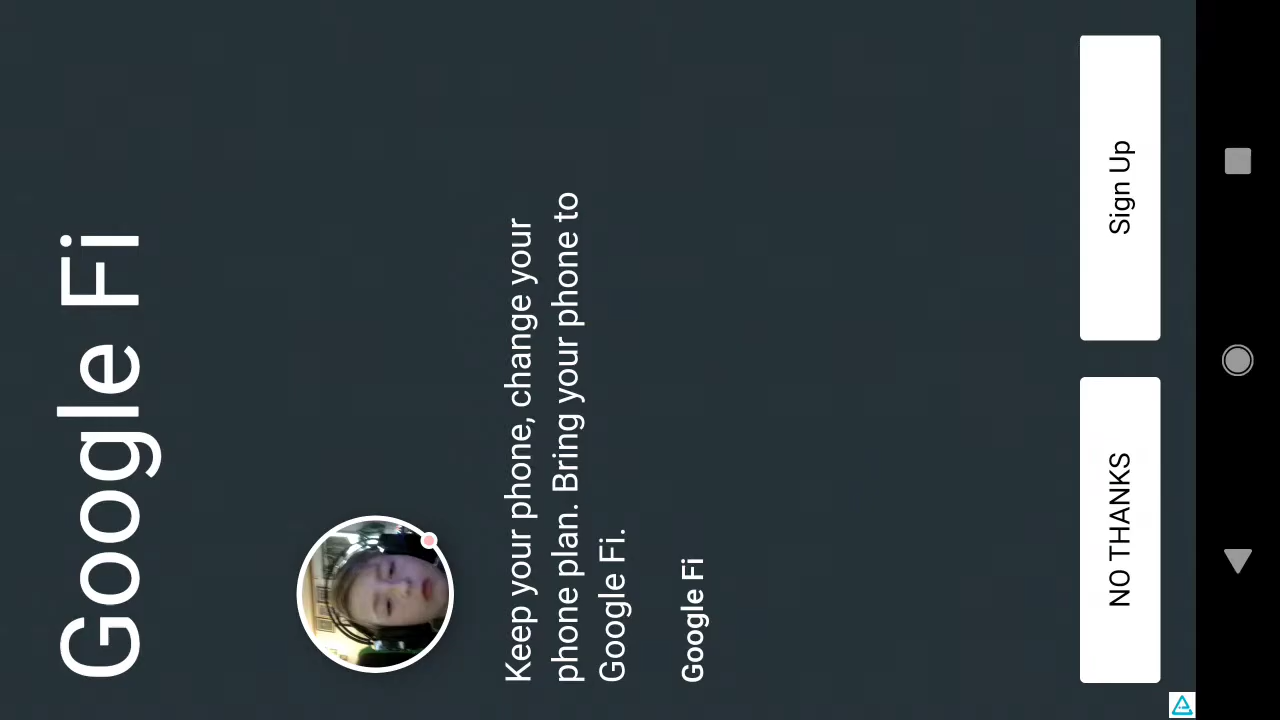 Google Fi
Keep your phone, change your
phone plan. Bring your phone to
Google Fi.
Google Fi
NO THANKS
Sign Up